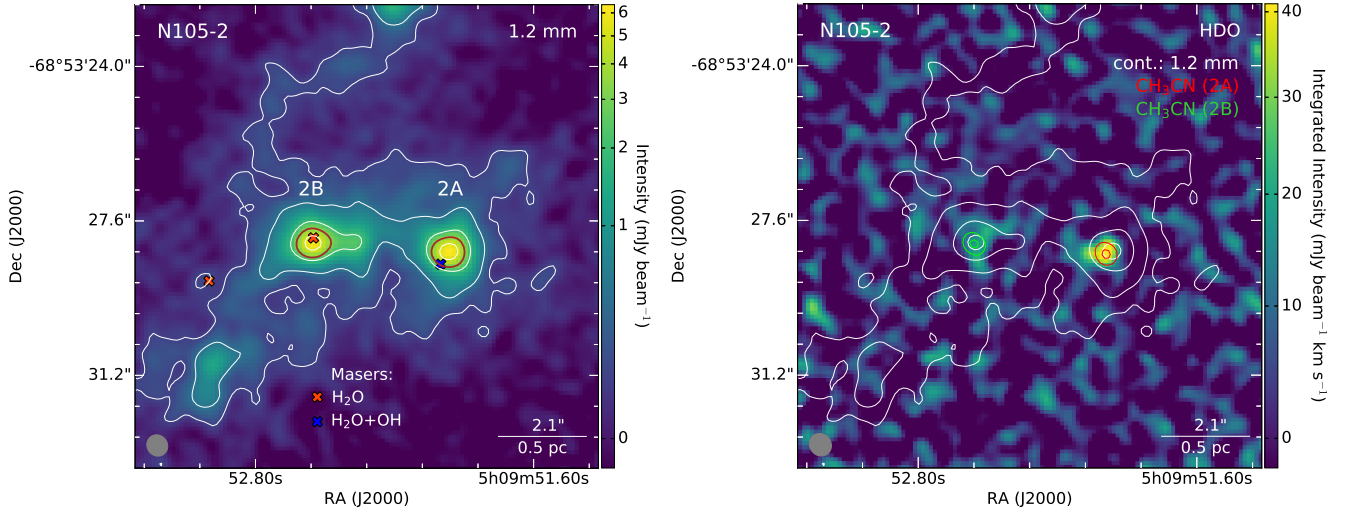 N105-2
1.2 mm
2B
2A
Masers:
H₂O
H₂O+OH
2.1"
0.5 pc
-68°53'24.0"
27.6"
31.2"
Dec (J2000)
52.80s
5h09m51.60s
RA (J2000)
6
5
4
3
2
1
0
Intensity (mJy beam⁻¹)
N105-2
HDO
cont.: 1.2 mm
CH₃CN (2A)
CH₃CN (2B)
2.1"
0.5 pc
-68°53'24.0"
27.6"
31.2"
Dec (J2000)
52.80s
5h09m51.60s
RA (J2000)
40
30
20
10
0
Integrated Intensity (mJy beam⁻¹ km s⁻¹)